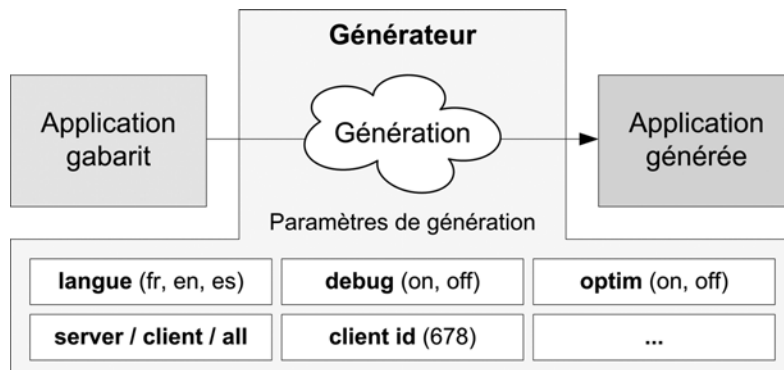 Générateur
Application
gabarit
Génération
Application
générée
Paramètres de génération
langue (fr, en, es)
debug (on, off)
optim (on, off)
server / client / all
client id (678)
...